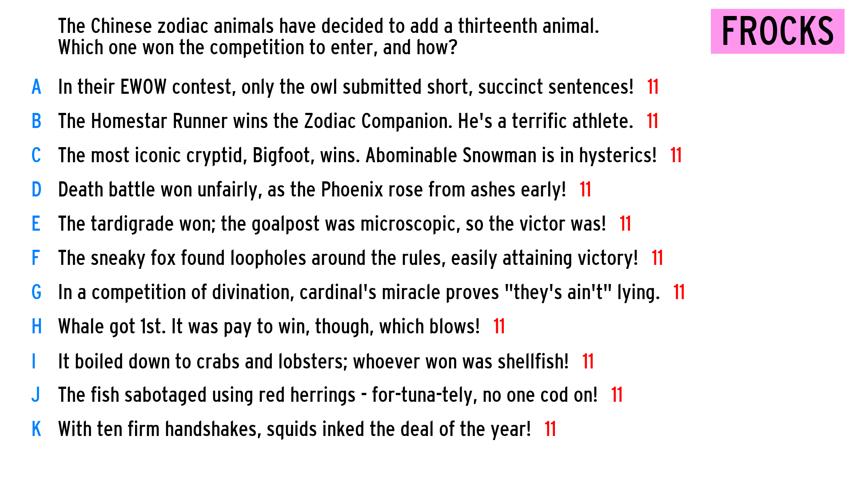 The Chinese zodiac animals have decided to add a thirteenth animal.
Which one won the competition to enter, and how?
FROCKS
A In their EWOW contest, only the owl submitted short, succinct sentences! 11
B The Homestar Runner wins the Zodiac Companion. He's a terrific athlete. 11
C The most iconic cryptid, Bigfoot, wins. Abominable Snowman is in hysterics! 11
D Death battle won unfairly, as the Phoenix rose from ashes early! 11
E The tardigrade won; the goalpost was microscopic, so the victor was! 11
F The sneaky fox found loopholes around the rules, easily attaining victory! 11
G In a competition of divination, cardinal's miracle proves "they's ain't" lying. 11
H Whale got 1st. It was pay to win, though, which blows! 11
I It boiled down to crabs and lobsters; whoever won was shellfish! 11
J The fish sabotaged using red herrings - for-tuna-tely, no one cod on! 11
K With ten firm handshakes, squids inked the deal of the year! 11